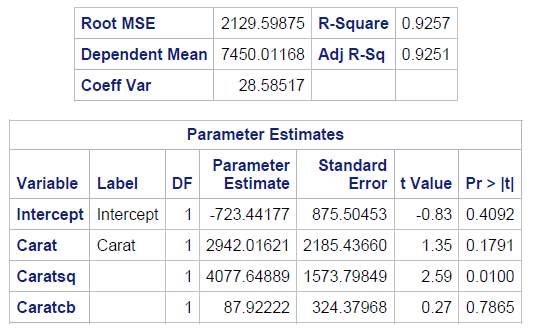 Root MSE 2129.59875 R-Square 0.9257
Dependent Mean 7450.01168 Adj R-Sq 0.9251
Coeff Var 28.58517
Parameter Estimates
Variable Label DF Parameter Estimate Standard Error t Value Pr > |t|
Intercept Intercept 1 -723.44177 875.50453 -0.83 0.4092
Carat Carat 1 2942.01621 2185.43660 1.35 0.1791
Caratsq 1 4077.64889 1573.79849 2.59 0.0100
Caratcb 1 87.92222 324.37968 0.27 0.7865